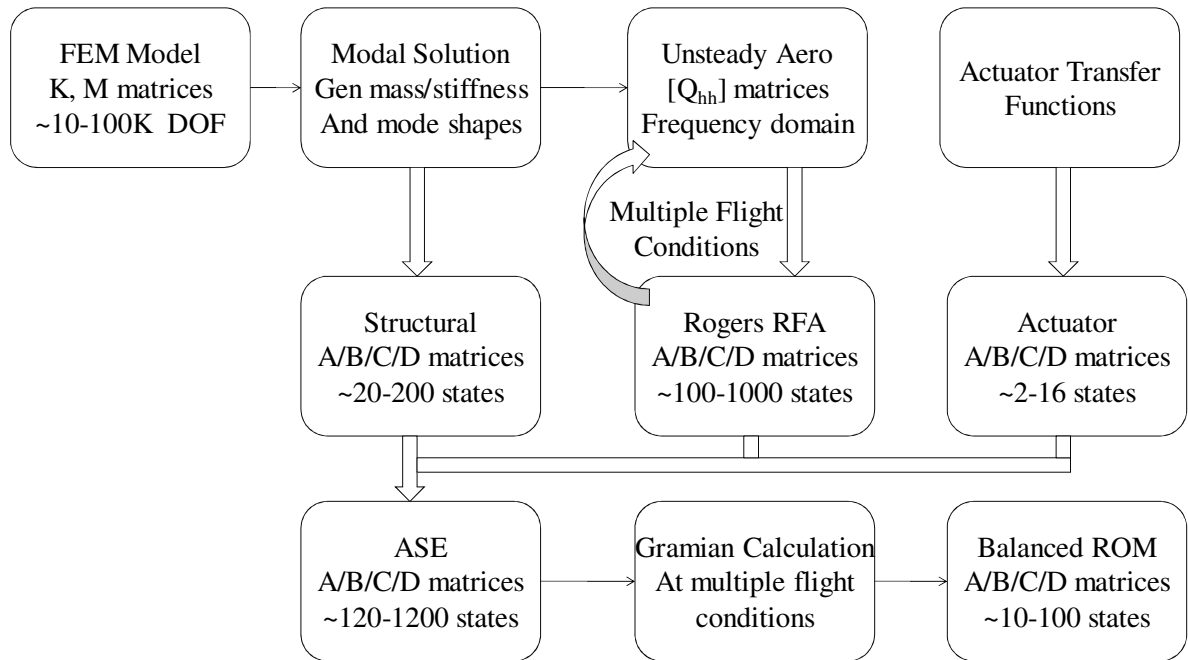 FEM Model
K, M matrices
~10-100K DOF
Modal Solution
Gen mass/stiffness
And mode shapes
Unsteady Aero
[Qhh] matrices
Frequency domain
Actuator Transfer
Functions
Multiple Flight
Conditions
Structural
A/B/C/D matrices
~20-200 states
Rogers RFA
A/B/C/D matrices
~100-1000 states
Actuator
A/B/C/D matrices
~2-16 states
ASE
A/B/C/D matrices
~120-1200 states
Gramian Calculation
At multiple flight
conditions
Balanced ROM
A/B/C/D matrices
~10-100 states